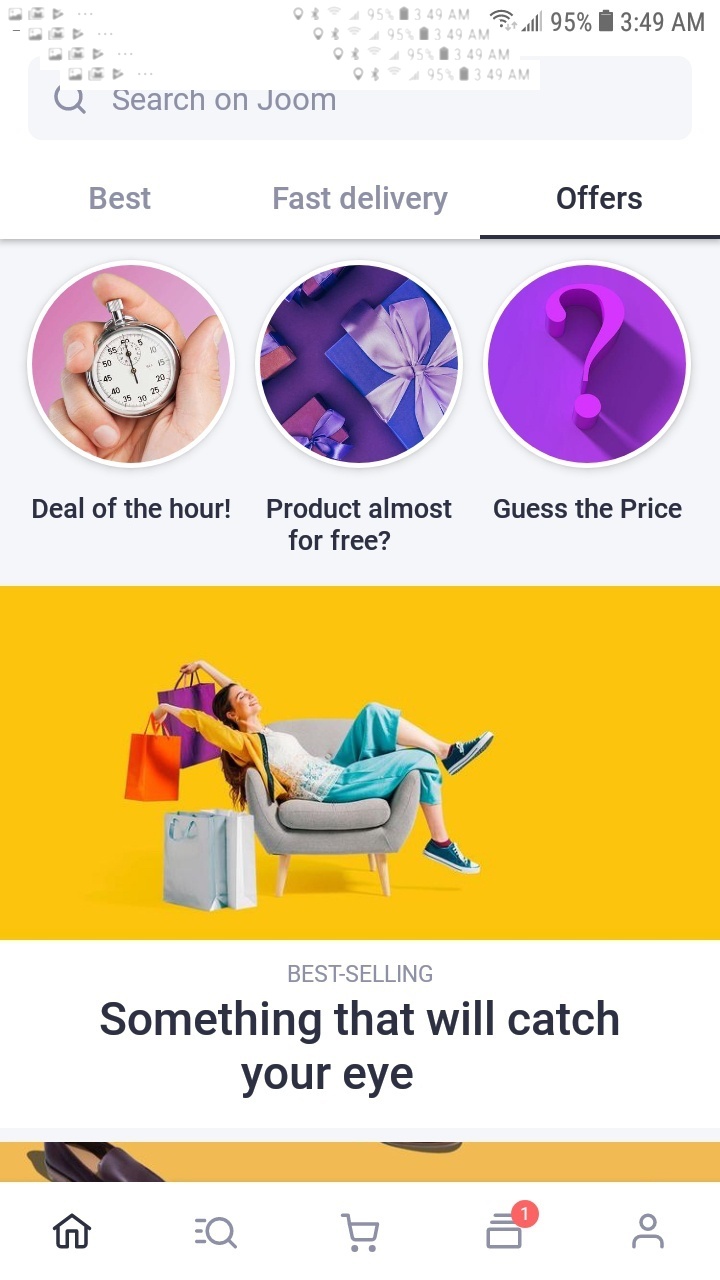 95% 3:49 AM
95% 3 49 AM
95% 3 49 AM
95% 3 49 AM
95% 3 49 AM
Search on Joom
Best
Fast delivery
Offers
Deal of the hour!
Product almost
for free?
Guess the Price
BEST-SELLING
Something that will catch
your eye
1